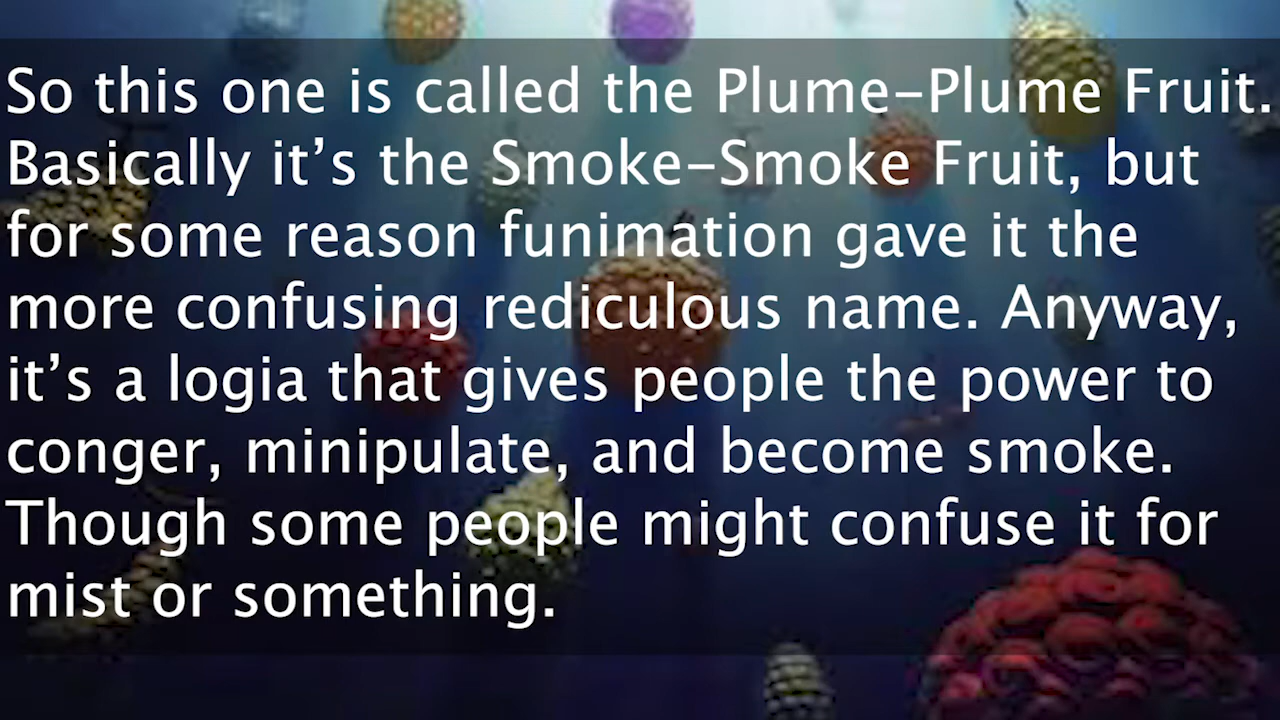 So this one is called the Plume-Plume Fruit.
Basically it's the Smoke-Smoke Fruit, but
for some reason funimation gave it the
more confusing rediculous name. Anyway,
it's a logia that gives people the power to
conger, minipulate, and become smoke.
Though some people might confuse it for
mist or something.